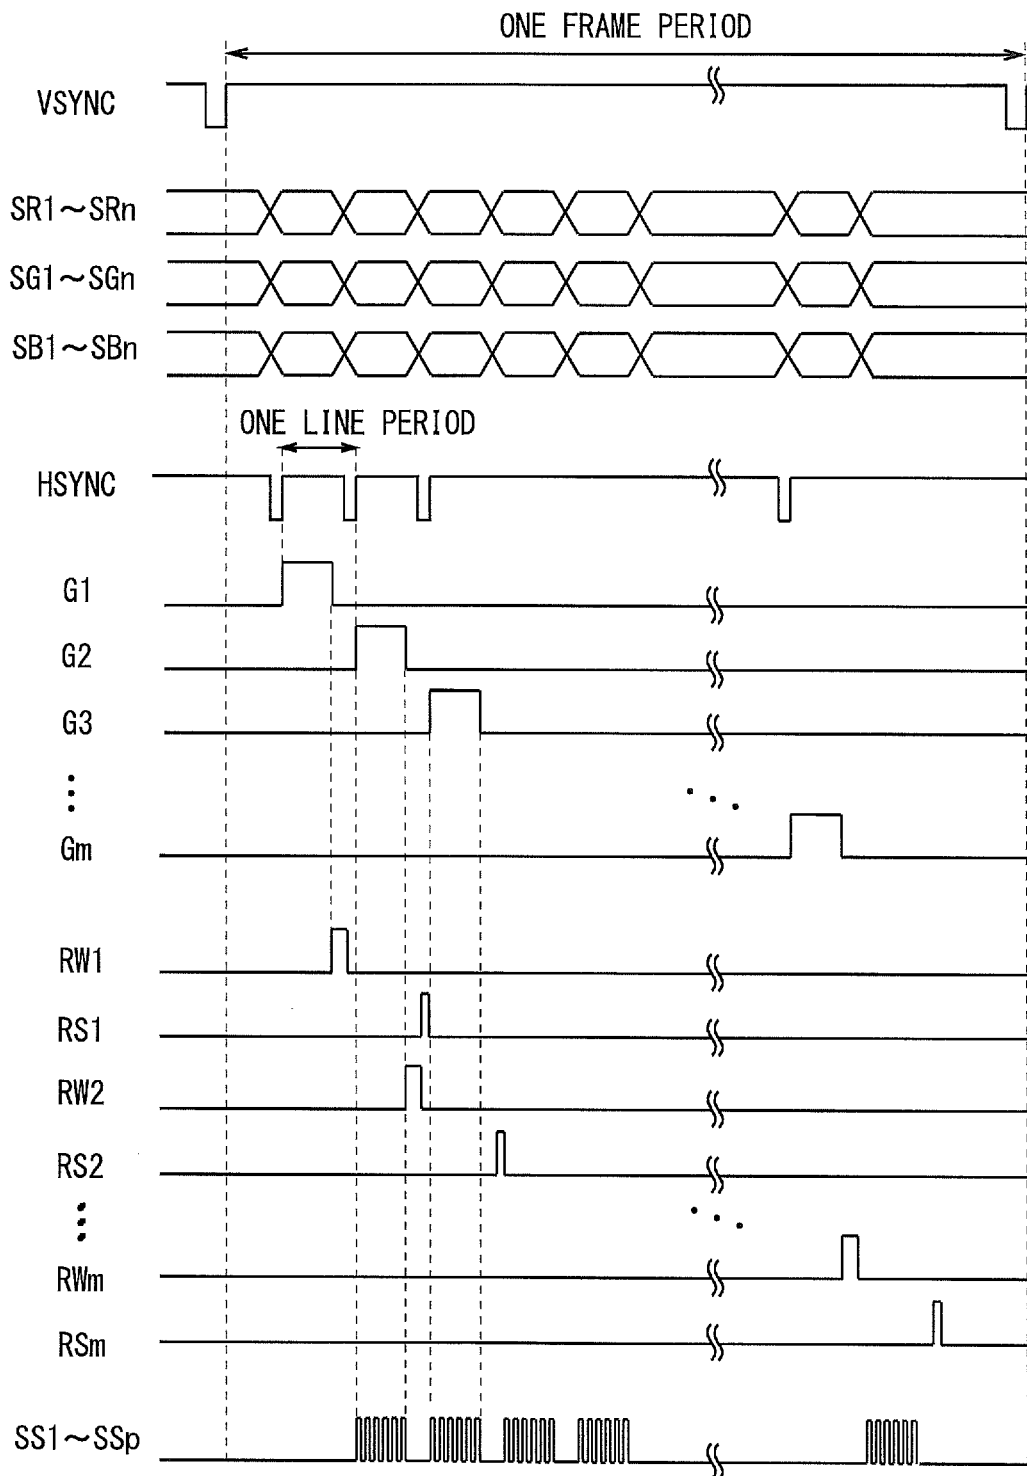 ONE FRAME PERIOD
VSYNC
SR1~SRn
SG1~SGn
SB1~SBn
ONE LINE PERIOD
HSYNC
G1
G2
G3
Gm
RW1
RS1
RW2
RS2
RWm
RSm
SS1~SSp